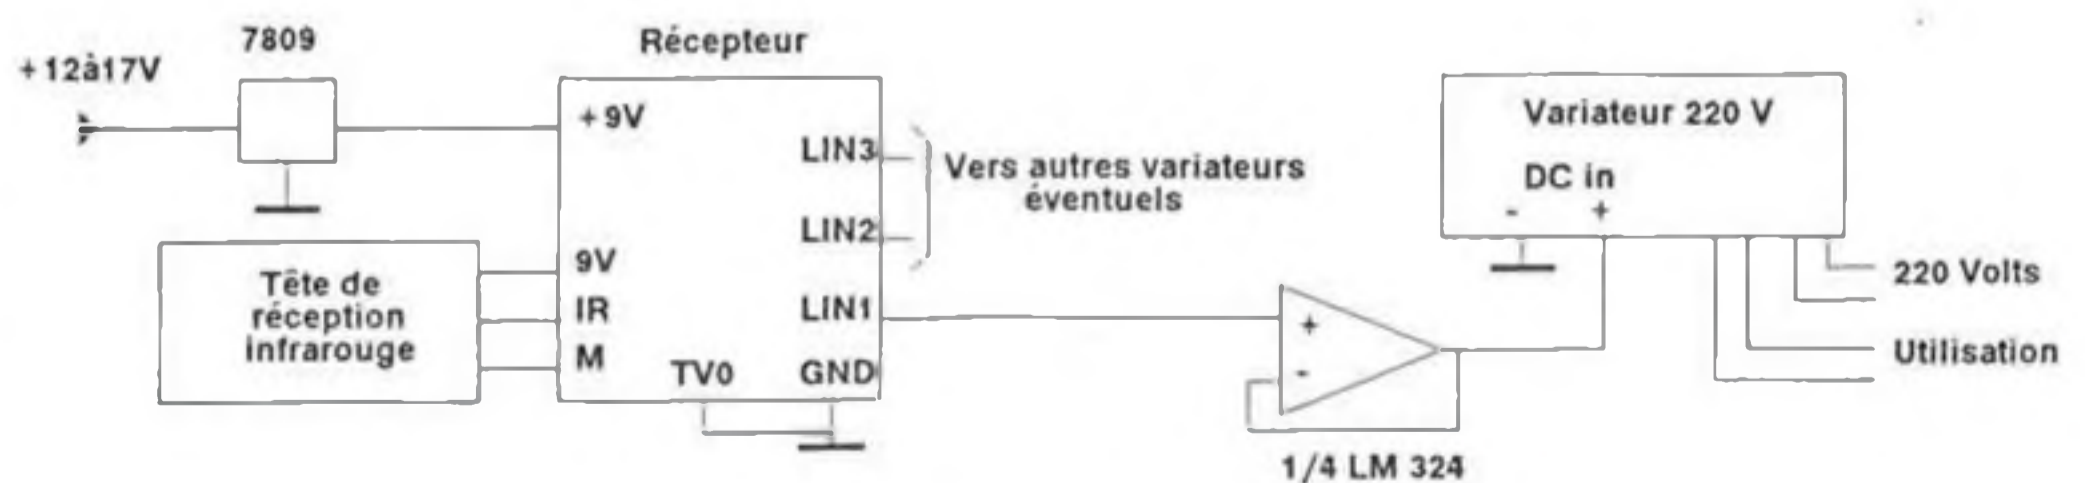 7809
Récepteur
+12à17V
+9V
Variateur 220 V
LIN3
Vers autres variateurs
éventuels
DC in
- +
LIN2
9V
Tête de
réception
infrarouge
IR
LIN1
M
TV0
GND
+
-
220 Volts
Utilisation
1/4 LM 324